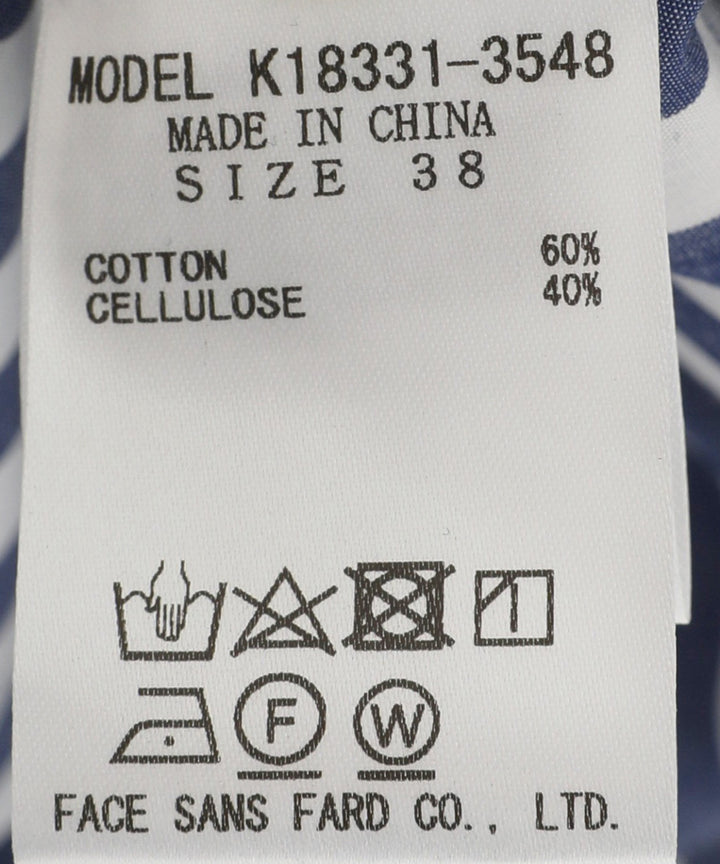 MODEL K18331-3548
MADE IN CHINA
SIZE 38
COTTON 60%
CELLULOSE 40%
F W
FACE SANS FARD CO., LTD.